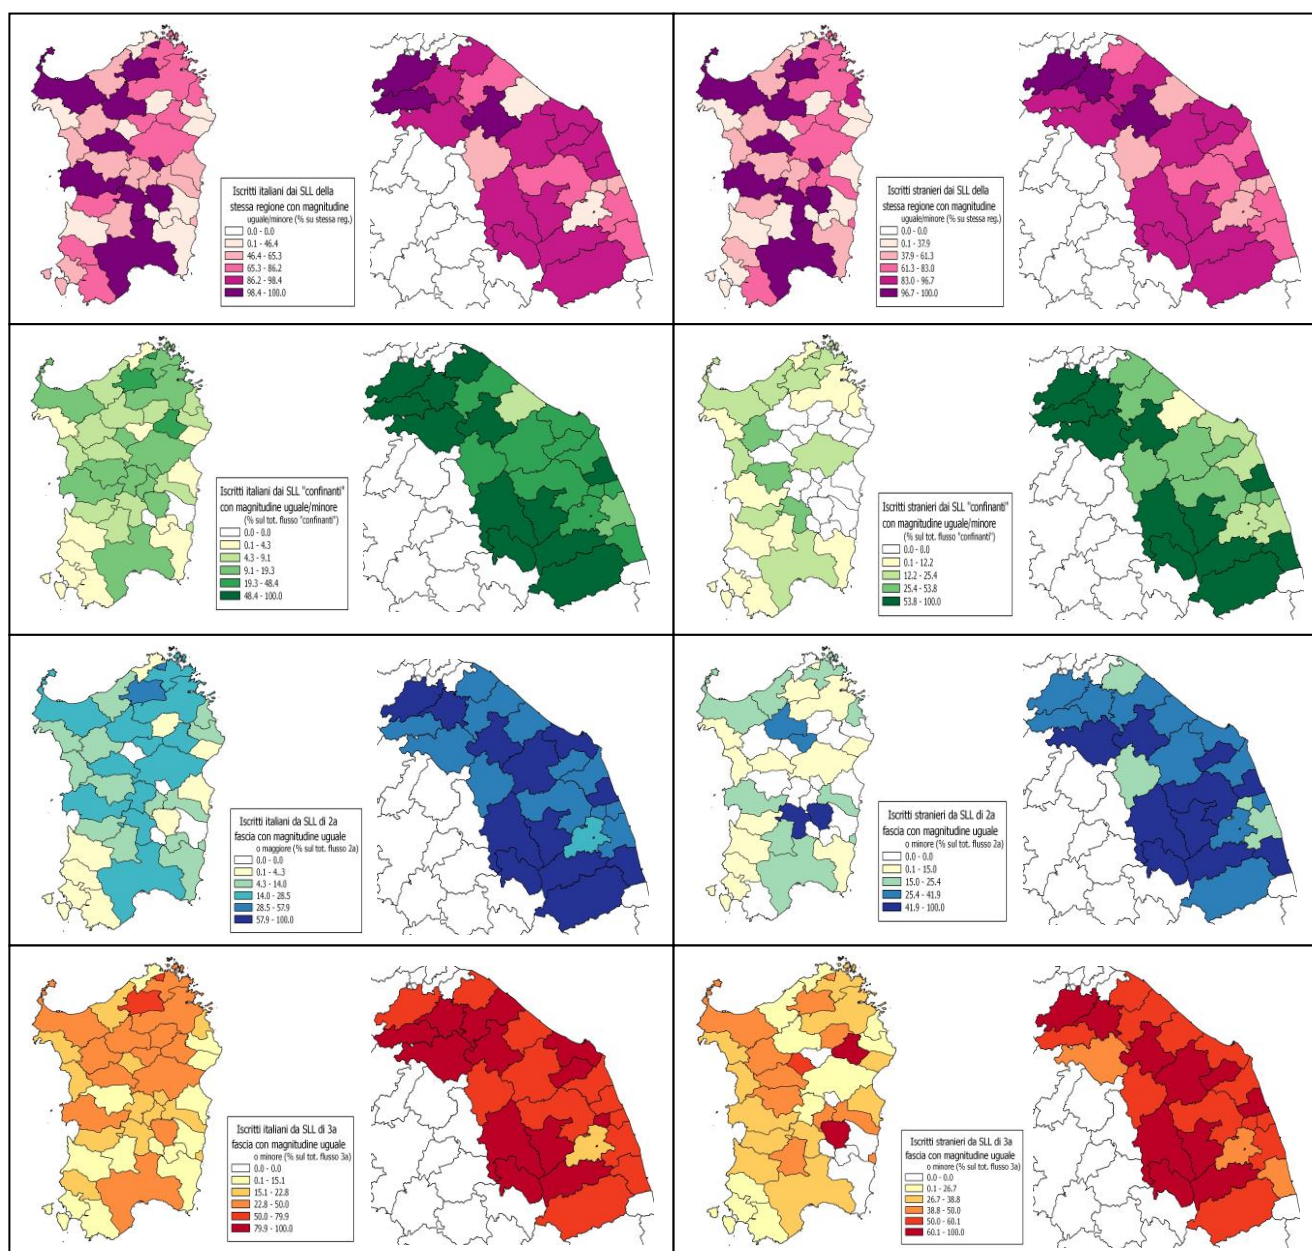 Iscritti italiani dai SLL della
stessa regione con magnitudine
uguale/minore (% su stessa reg.)
0.0 - 0.0
0.1 - 46.4
46.4 - 65.3
65.3 - 86.2
86.2 - 98.4
98.4 - 100.0
Iscritti stranieri dai SLL della
stessa regione con magnitudine
uguale/minore (% su stessa reg.)
0.0 - 0.0
0.1 - 37.9
37.9 - 61.3
61.3 - 83.0
83.0 - 96.7
96.7 - 100.0
Iscritti italiani dai SLL "confinanti"
con magnitudine uguale/minore
(% sul tot. flusso "confinanti")
0.0 - 0.0
0.1 - 4.3
4.3 - 9.1
9.1 - 19.3
19.3 - 48.4
48.4 - 100.0
Iscritti stranieri dai SLL "confinanti"
con magnitudine uguale/minore
(% sul tot. flusso "confinanti")
0.0 - 0.0
0.1 - 12.2
12.2 - 25.4
25.4 - 53.8
53.8 - 100.0
Iscritti italiani da SLL di 2a
fascia con magnitudine uguale
o maggiore (% sul tot. flusso 2a)
0.0 - 0.0
0.1 - 4..3
4.3 - 14.0
14.0 - 28.5
28.5 - 57.9
57.9 - 100.0
Iscritti stranieri da SLL di 2a
fascia con magnitudine uguale
o minore (% sul tot. flusso 2a)
0.0 - 0.0
0.1 - 15.0
15.0 - 25.4
25.4 - 41.9
41.9 - 100.0
Iscritti italiani da SLL di 3a
fascia con magnitudine uguale
o minore (% sul tot. flusso 3a)
0.0 - 0.0
0.1 - 15.1
15.1 - 22.8
22.8 - 50.0
50.0 - 79.9
79.9 - 100.0
Iscritti stranieri da SLL di 3a
fascia con magnitudine uguale
o minore (% sul tot. flusso 3a)
0.0 - 0.0
0.1 - 26.7
26.7 - 38.8
38.8 - 50.0
50.0 - 60.1
60.1 - 100.0